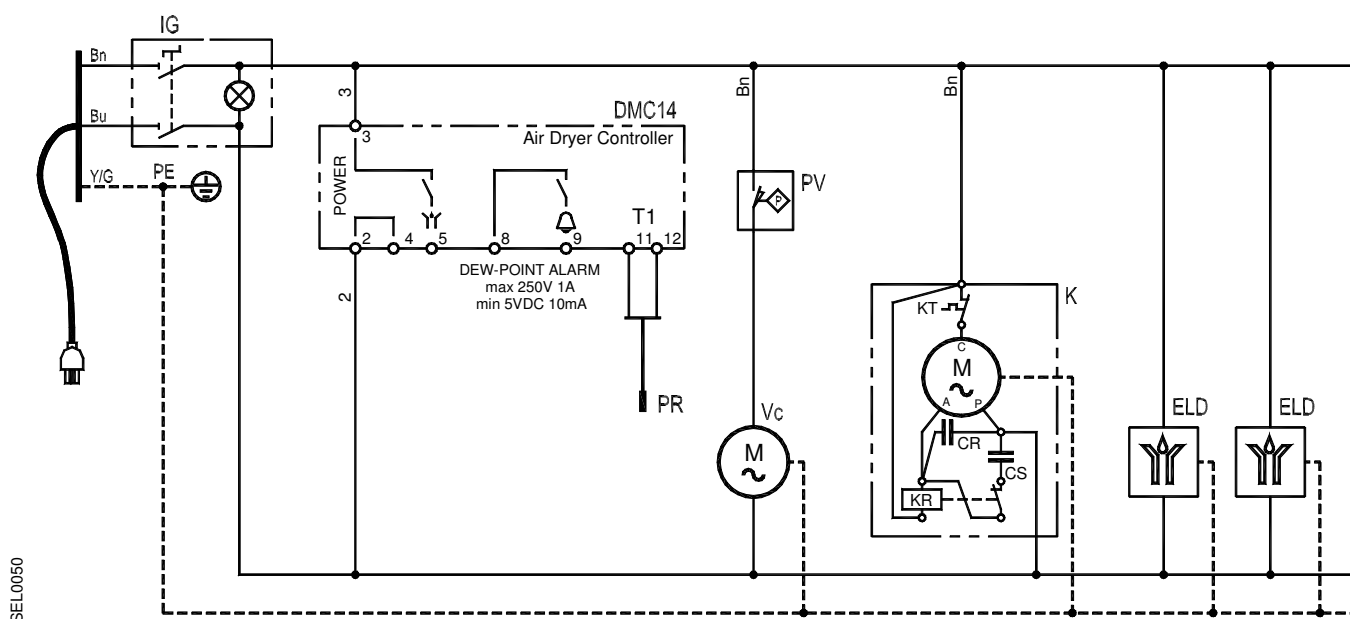 IG
Bn
Bu
Y/G
PE
3
DMC14
3
Air Dryer Controller
POWER
T1
2
4
5
8
9
11
12
DEW-POINT ALARM
max 250V 1A
min 5VDC 10mA
2
PR
Bn
PV
P
Vc
M
Bn
K
KT
C
M
A
P
CR
CS
KR
ELD
ELD
SEL0050